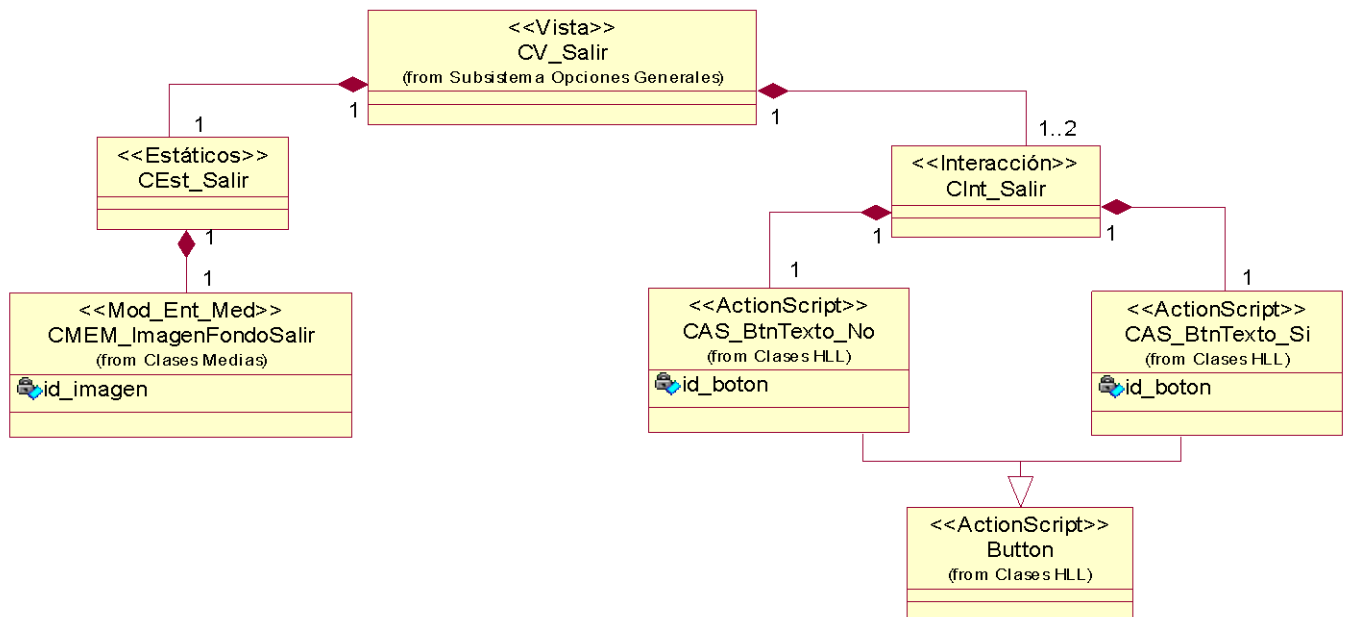 <<Vista>>
CV_Salir
(from Subsistema Opciones Generales)
1
1
1
1..2
<<Estáticos>>
CEst_Salir
<<Interacción>>
CInt_Salir
1
1
1
1
1
1
<<Mod_Ent_Med>>
CMEM_ImagenFondoSalir
(from Clases Medias)
id_imagen
<<ActionScript>>
CAS_BtnTexto_No
(from Clases HLL)
id_boton
<<ActionScript>>
CAS_BtnTexto_Si
(from Clases HLL)
id_boton
<<ActionScript>>
Button
(from Clases HLL)